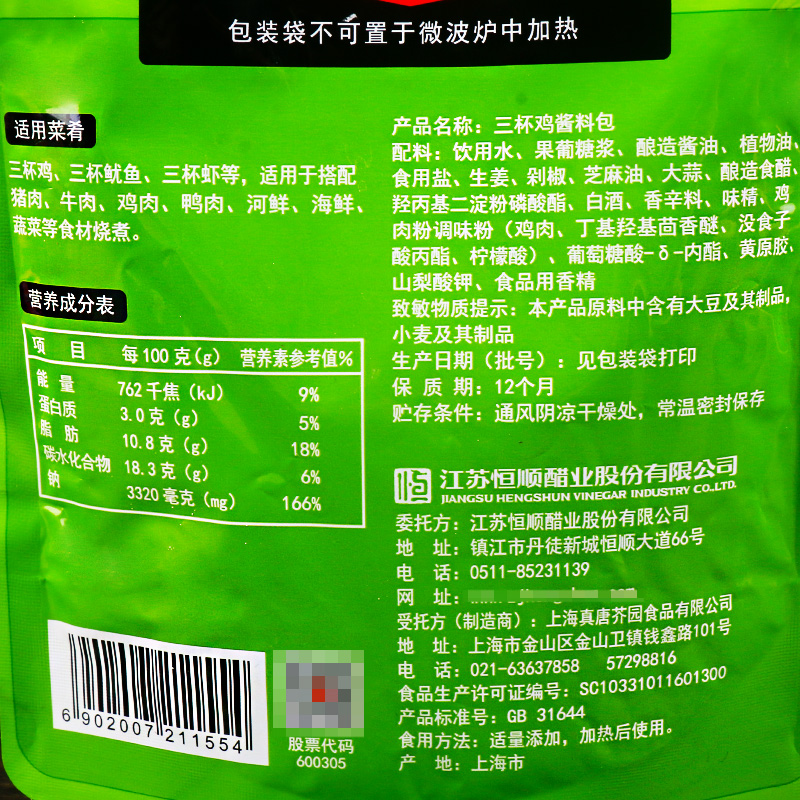 包装袋不可置于微波炉中加热
适用菜肴
三杯鸡、三杯鱿鱼、三杯虾等，适用于搭配
猪肉、牛肉、鸡肉、鸭肉、河鲜、海鲜、
蔬菜等食材烧煮。
营养成分表
项 目 每100克(g) 营养素参考值%
能 量 762千焦(kJ) 9%
蛋白质 3.0克(g) 5%
脂 肪 10.8克(g) 18%
碳水化合物 18.3克(g) 6%
钠 3320毫克(mg) 166%
产品名称：三杯鸡酱料包
配料：饮用水、果葡糖浆、酿造酱油、植物油、
食用盐、生姜、剁椒、芝麻油、大蒜、酿造食醋、
羟丙基二淀粉磷酸酯、白酒、香辛料、味精、鸡
肉粉调味粉（鸡肉、丁基羟基茴香醚、没食子
酸丙酯、柠檬酸）、葡萄糖酸-δ-内酯、黄原胶、
山梨酸钾、食品用香精
致敏物质提示：本产品原料中含有大豆及其制品，
小麦及其制品
生产日期（批号）：见包装袋打印
保 质 期：12个月
贮存条件：通风阴凉干燥处，常温密封保存
江苏恒顺醋业股份有限公司
JIANGSU HENGSHUN VINEGAR INDUSTRY CO.,LTD.
委托方：江苏恒顺醋业股份有限公司
地 址：镇江市丹徒新城恒顺大道66号
电 话：0511-85231139
网 址：
受托方（制造商）：上海真唐芥园食品有限公司
地 址：上海市金山区金山卫镇钱鑫路101号
电 话：021-63637858 57298816
食品生产许可证编号：SC10331011601300
产品标准号：GB 31644
食用方法：适量添加，加热后使用。
产 地：上海市
6 902007 211554
股票代码
600305